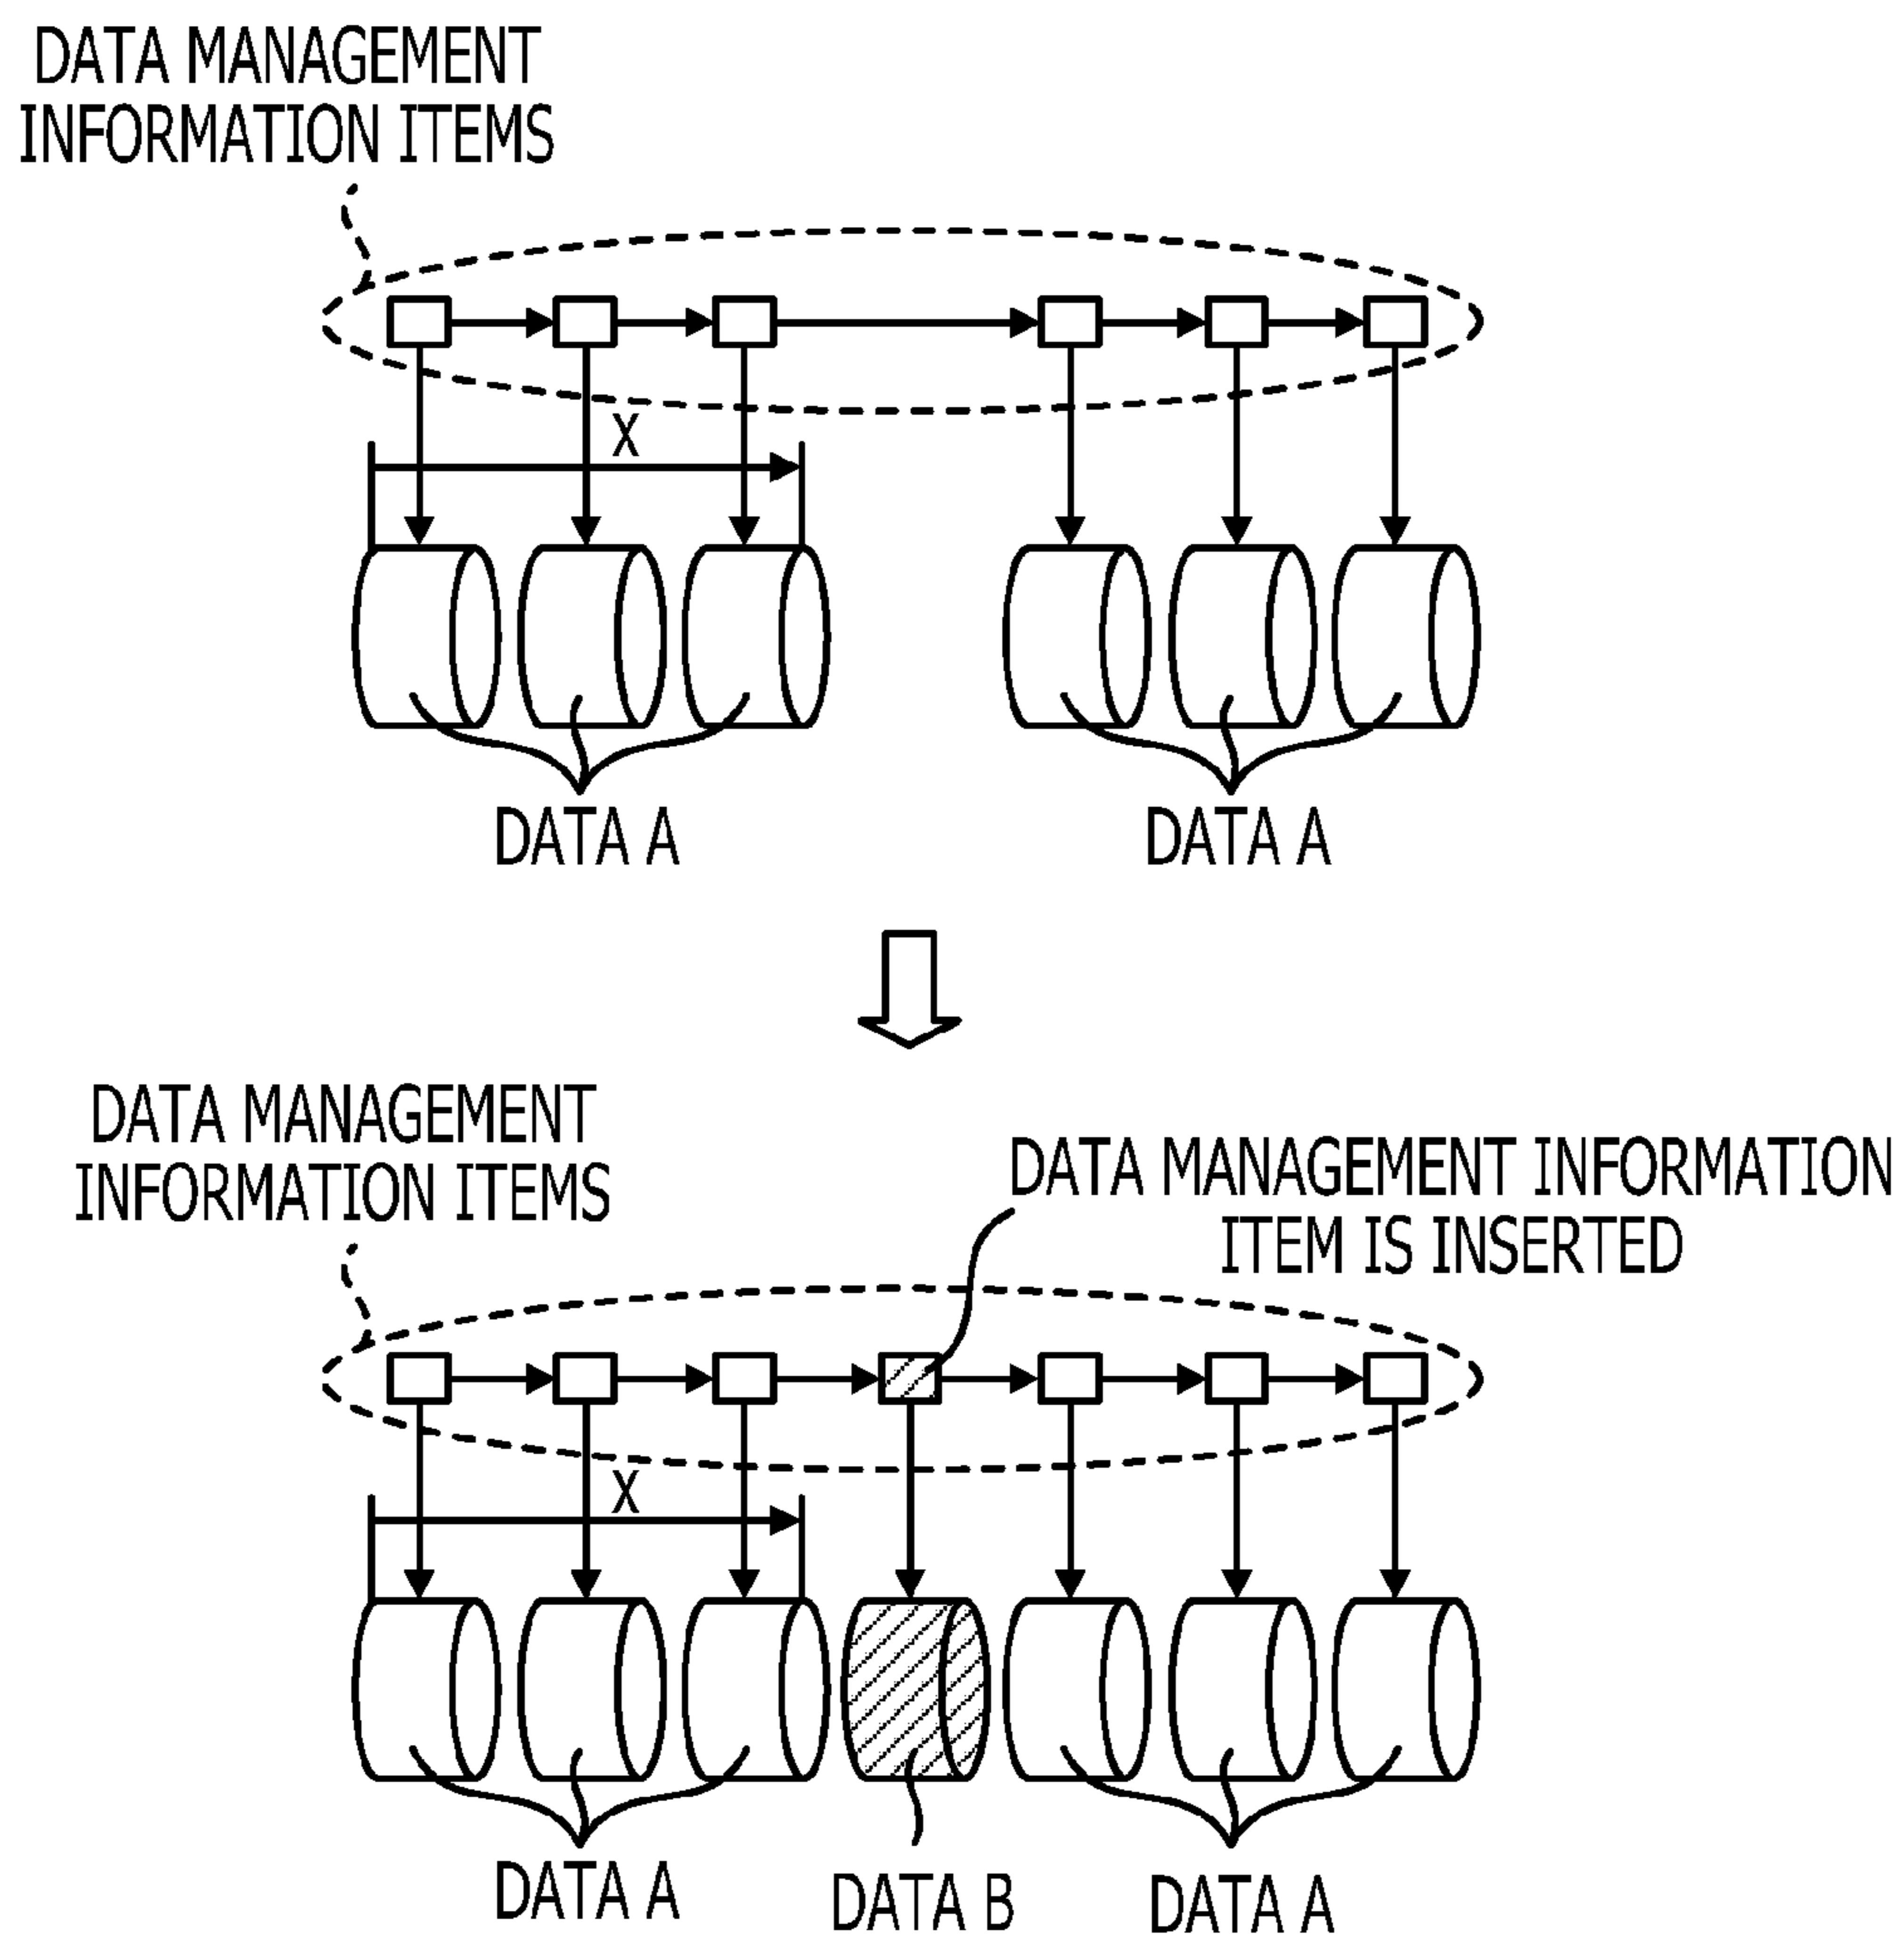 DATA MANAGEMENT
INFORMATION ITEMS
X
DATA A
DATA A
DATA MANAGEMENT
INFORMATION ITEMS
DATA MANAGEMENT INFORMATION
ITEM IS INSERTED
X
DATA A
DATA B
DATA A